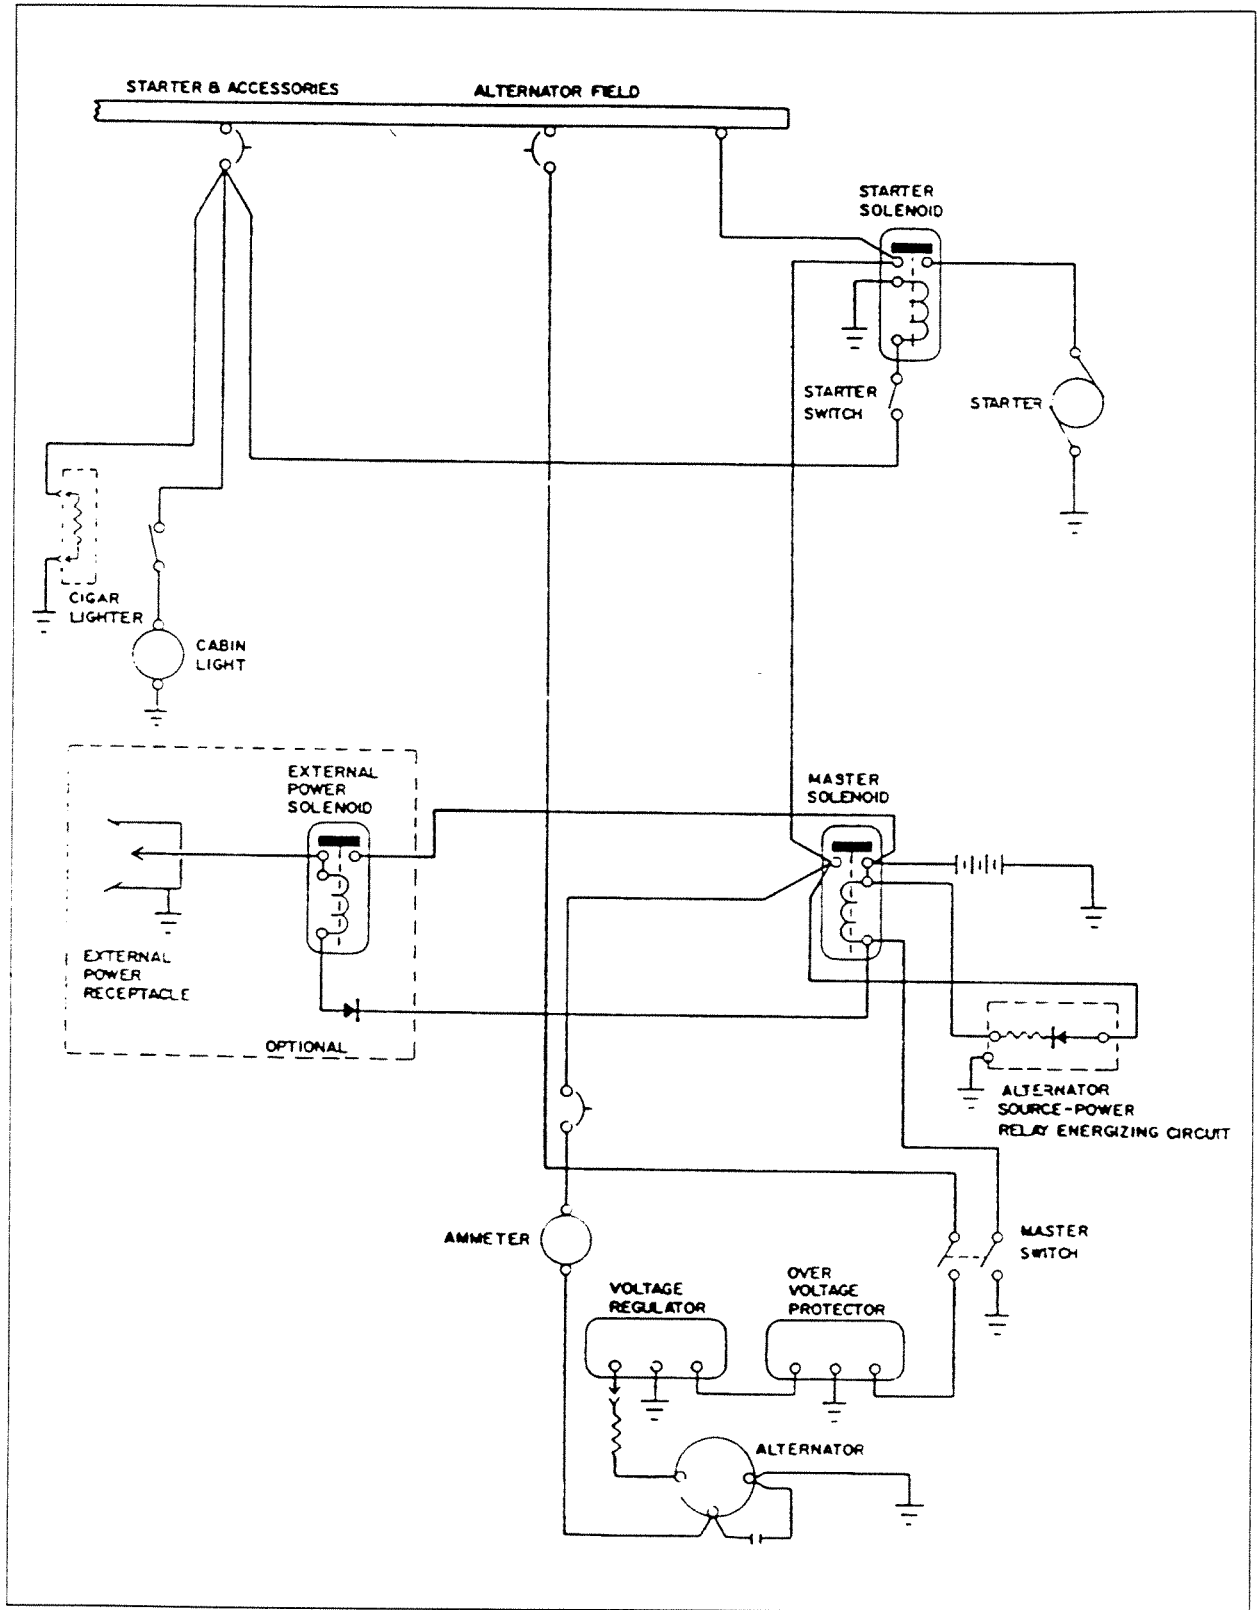 STARTER & ACCESSORIES
ALTERNATOR FIELD
STARTER
SOLENOID
STARTER
SWITCH
STARTER
CIGAR
LIGHTER
CABIN
LIGHT
EXTERNAL
POWER
SOLENOID
MASTER
SOLENOID
EXTERNAL
POWER
RECEPTACLE
OPTIONAL
ALTERNATOR
SOURCE-POWER
RELAY ENERGIZING CIRCUIT
AMMETER
MASTER
SWITCH
VOLTAGE
REGULATOR
OVER
VOLTAGE
PROTECTOR
ALTERNATOR